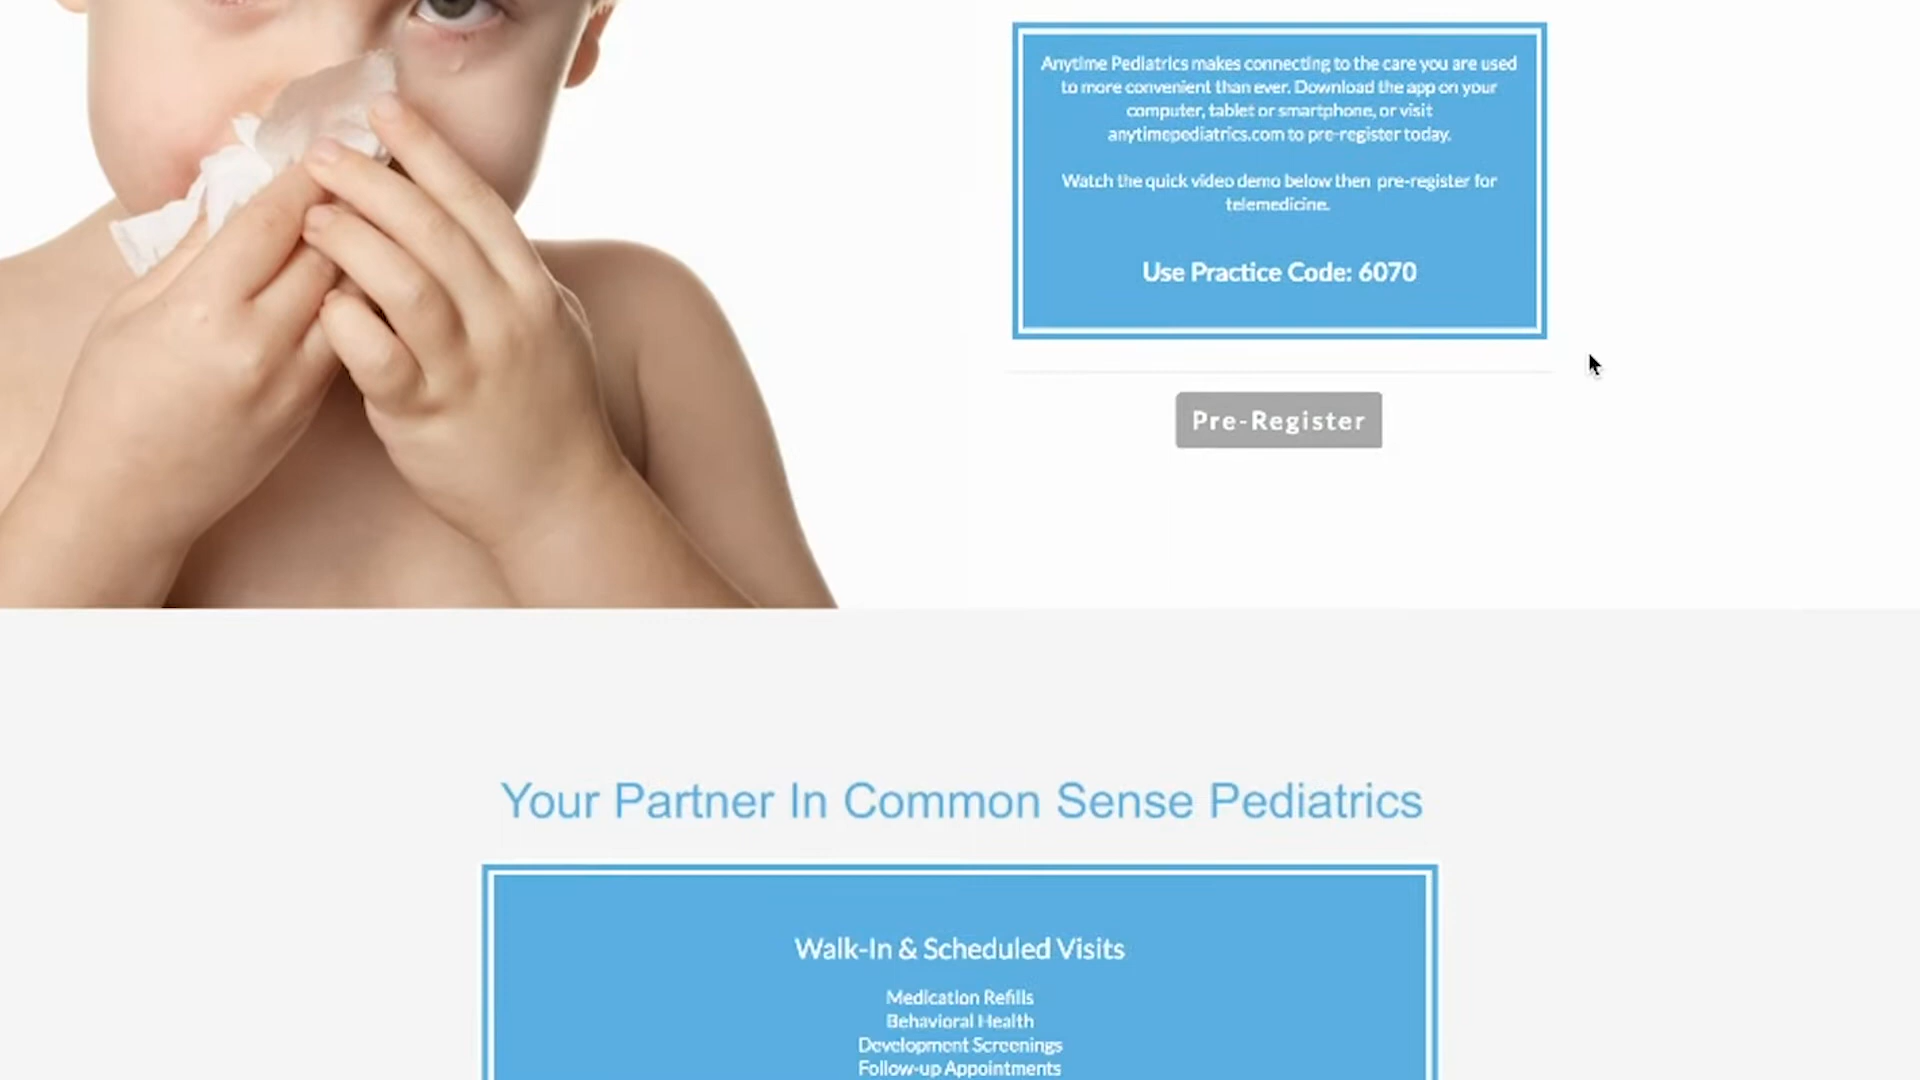 Anytime Pediatrics makes connecting to the care you are used
to more convenient than ever. Download the app on your
computer, tablet or smartphone, or visit
anytimepediatrics.com to pre-register today.
Watch the quick video demo below then pre-register for
telemedicine.
Use Practice Code: 6070
Pre-Register
Your Partner In Common Sense Pediatrics
Walk-In & Scheduled Visits
Medication Refills
Behavioral Health
Development Screenings
Follow-up Appointments